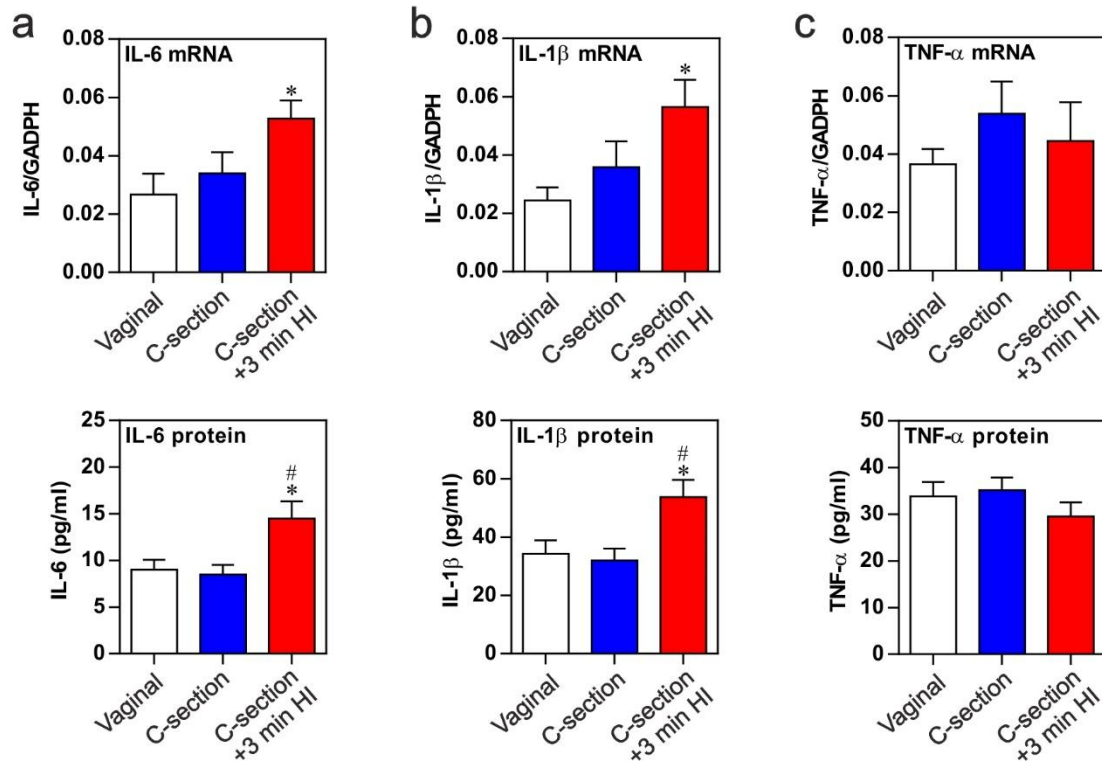 a
IL-6 mRNA
IL-6/GADPH
0.08
0.06
0.04
0.02
0.00
*
Vaginal
C-section
C-section
+3 min HI
b
IL-1β mRNA
IL-1β/GADPH
0.08
0.06
0.04
0.02
0.00
*
Vaginal
C-section
C-section
+3 min HI
c
TNF-α mRNA
TNF-α/GADPH
0.08
0.06
0.04
0.02
0.00
Vaginal
C-section
C-section
+3 min HI
IL-6 protein
IL-6 (pg/ml)
25
20
15
10
5
0
#
*
Vaginal
C-section
C-section
+3 min HI
IL-1β protein
IL-1β (pg/ml)
80
60
40
20
0
#
*
Vaginal
C-section
C-section
+3 min HI
TNF-α protein
TNF-α (pg/ml)
50
40
30
20
10
0
Vaginal
C-section
C-section
+3 min HI